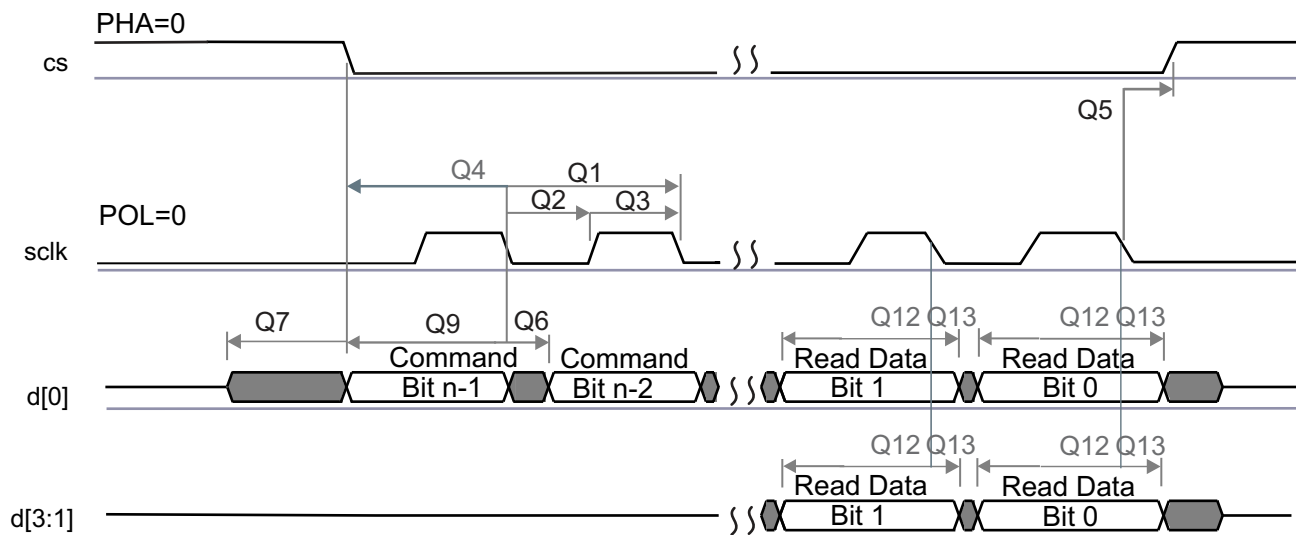 PHA=0
cs
Q5
Q4 Q1
Q2 Q3
POL=0
sclk
Q7 Q9 Q6 Q12 Q13 Q12 Q13
Command Command Read Data Read Data
d[0] Bit n-1 Bit n-2 Bit 1 Bit 0
Q12 Q13 Q12 Q13
Read Data Read Data
d[3:1] Bit 1 Bit 0